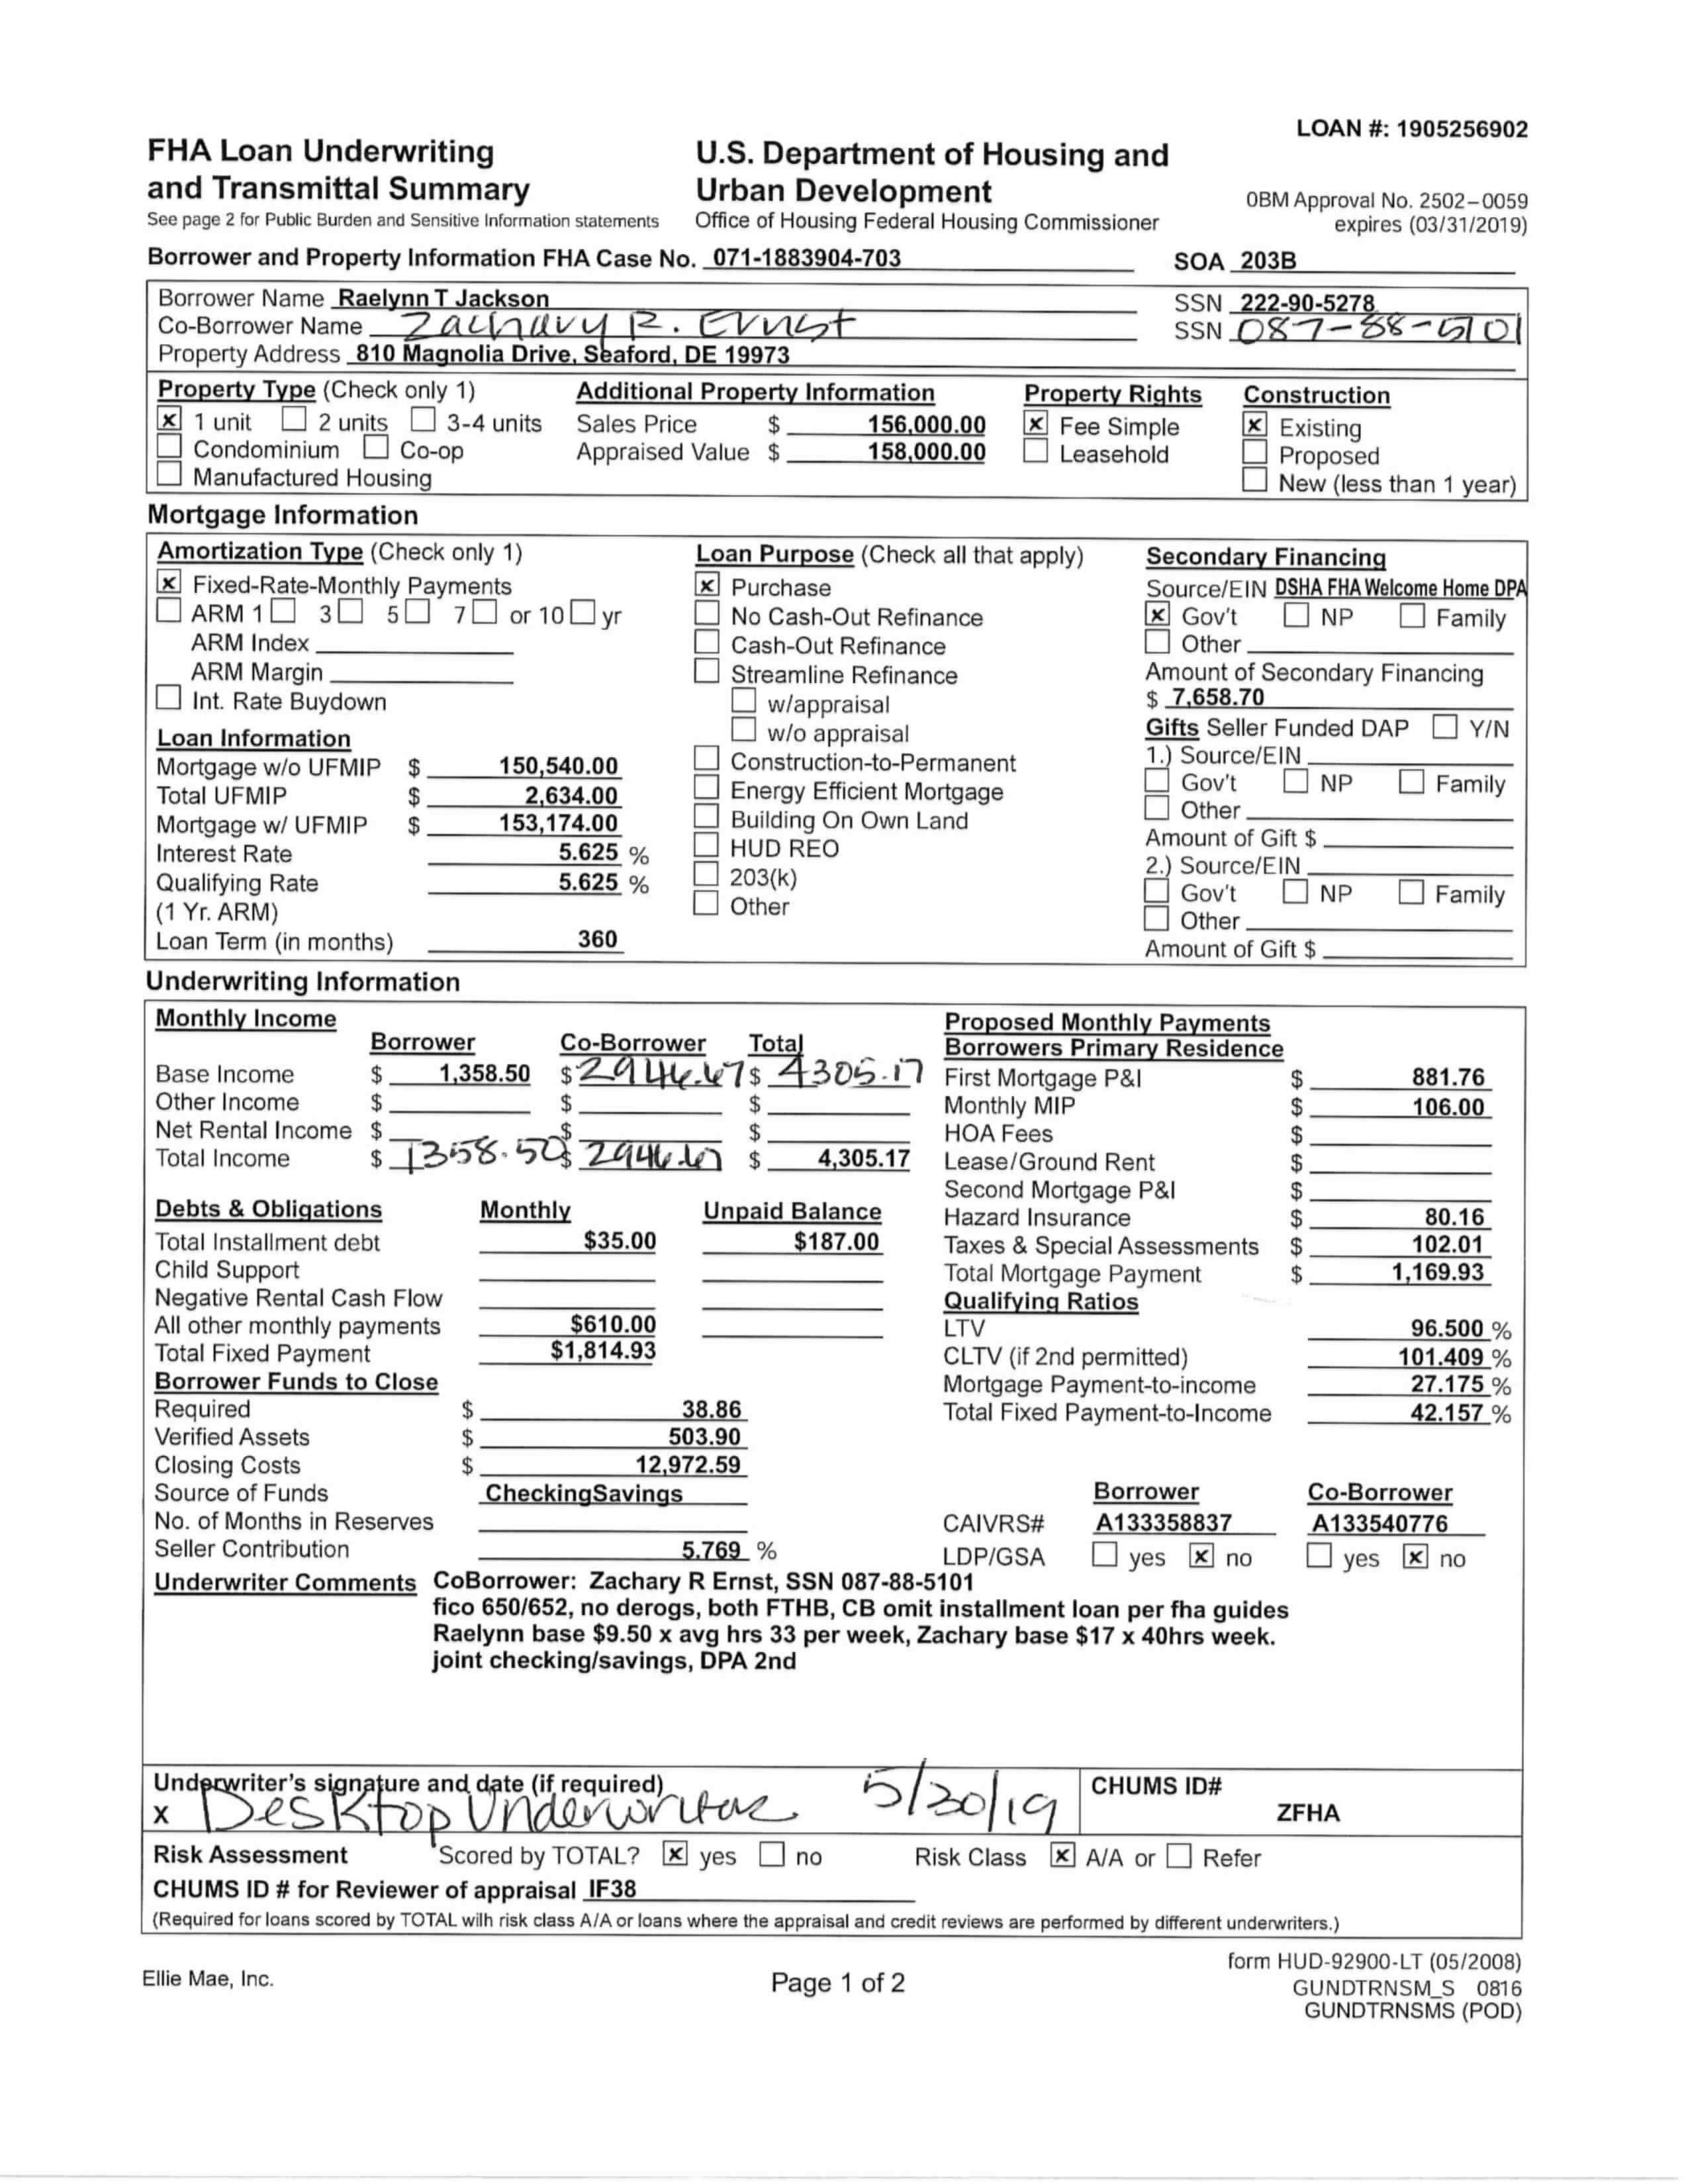 LOAN #: 1905256902
FHA Loan Underwriting
and Transmittal Summary
See page 2 for Public Burden and Sensitive Information statements
U.S. Department of Housing and
Urban Development
Office of Housing Federal Housing Commissioner
0BM Approval No. 2502-0059
expires (03/31/2019)
Borrower and Property Information FHA Case No. 071-1883904-703 SOA 203B
Borrower Name Raelynn T Jackson SSN 222-90-5278
Co-Borrower Name Zachary R. Ernst SSN 087-88-5101
Property Address 810 Magnolia Drive, Seaford, DE 19973
Property Type (Check only 1)
x 1 unit 2 units 3-4 units
Condominium Co-op
Manufactured Housing
Additional Property Information
Sales Price $ 156,000.00
Appraised Value $ 158,000.00
Property Rights
x Fee Simple
Leasehold
Construction
x Existing
Proposed
New (less than 1 year)
Mortgage Information
Amortization Type (Check only 1)
x Fixed-Rate-Monthly Payments
ARM 1 3 5 7 or 10 yr
ARM Index
ARM Margin
Int. Rate Buydown
Loan Information
Mortgage w/o UFMIP $ 150,540.00
Total UFMIP $ 2,634.00
Mortgage w/ UFMIP $ 153,174.00
Interest Rate 5.625 %
Qualifying Rate 5.625 %
(1 Yr. ARM)
Loan Term (in months) 360
Loan Purpose (Check all that apply)
x Purchase
No Cash-Out Refinance
Cash-Out Refinance
Streamline Refinance
w/appraisal
w/o appraisal
Construction-to-Permanent
Energy Efficient Mortgage
Building On Own Land
HUD REO
203(k)
Other
Secondary Financing
Source/EIN DSHA FHA Welcome Home DPA
x Gov't NP Family
Other
Amount of Secondary Financing
$ 7,658.70
Gifts Seller Funded DAP Y/N
1.) Source/EIN
Gov't NP Family
Other
Amount of Gift $
2.) Source/EIN
Gov't NP Family
Other
Amount of Gift $
Underwriting Information
Monthly Income
Borrower Co-Borrower Total
Base Income $ 1,358.50 $ 2946.67 $ 4305.17
Other Income $ $ $
Net Rental Income $ $ $
Total Income $ 1358.50 $ 2946.67 $ 4,305.17
Debts & Obligations Monthly Unpaid Balance
Total Installment debt $35.00 $187.00
Child Support
Negative Rental Cash Flow
All other monthly payments $610.00
Total Fixed Payment $1,814.93
Borrower Funds to Close
Required $ 38.86
Verified Assets $ 503.90
Closing Costs $ 12,972.59
Source of Funds CheckingSavings
No. of Months in Reserves
Seller Contribution 5.769 %
Proposed Monthly Payments
Borrowers Primary Residence
First Mortgage P&I $ 881.76
Monthly MIP $ 106.00
HOA Fees $
Lease/Ground Rent $
Second Mortgage P&I $
Hazard Insurance $ 80.16
Taxes & Special Assessments $ 102.01
Total Mortgage Payment $ 1,169.93
Qualifying Ratios
LTV 96.500 %
CLTV (if 2nd permitted) 101.409 %
Mortgage Payment-to-income 27.175 %
Total Fixed Payment-to-Income 42.157 %
Borrower Co-Borrower
CAIVRS# A133358837 A133540776
LDP/GSA yes x no yes x no
Underwriter Comments CoBorrower: Zachary R Ernst, SSN 087-88-5101
fico 650/652, no derogs, both FTHB, CB omit installment loan per fha guides
Raelynn base $9.50 x avg hrs 33 per week, Zachary base $17 x 40hrs week.
joint checking/savings, DPA 2nd
Underwriter's signature and date (if required)
x Desktop Underwriter 5/30/19
CHUMS ID#
ZFHA
Risk Assessment Scored by TOTAL? x yes no Risk Class x A/A or Refer
CHUMS ID # for Reviewer of appraisal IF38
(Required for loans scored by TOTAL wilh risk class A/A or loans where the appraisal and credit reviews are performed by different underwriters.)
form HUD-92900-LT (05/2008)
Ellie Mae, Inc. Page 1 of 2 GUNDTRNSM_S 0816
GUNDTRNSMS (POD)